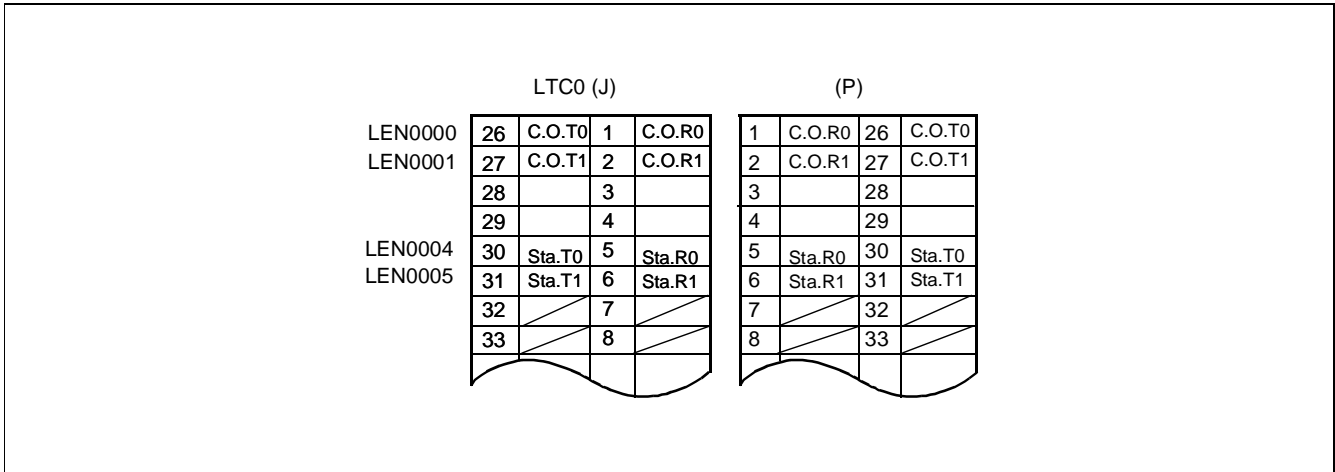 LTC0 (J) (P)
LEN0000 26 C.O.T0 1 C.O.R0 1 C.O.R0 26 C.O.T0
LEN0001 27 C.O.T1 2 C.O.R1 2 C.O.R1 27 C.O.T1
28 3 3 28
29 4 4 29
LEN0004 30 Sta.T0 5 Sta.R0 5 Sta.R0 30 Sta.T0
LEN0005 31 Sta.T1 6 Sta.R1 6 Sta.R1 31 Sta.T1
32 7 7 32
33 8 8 33